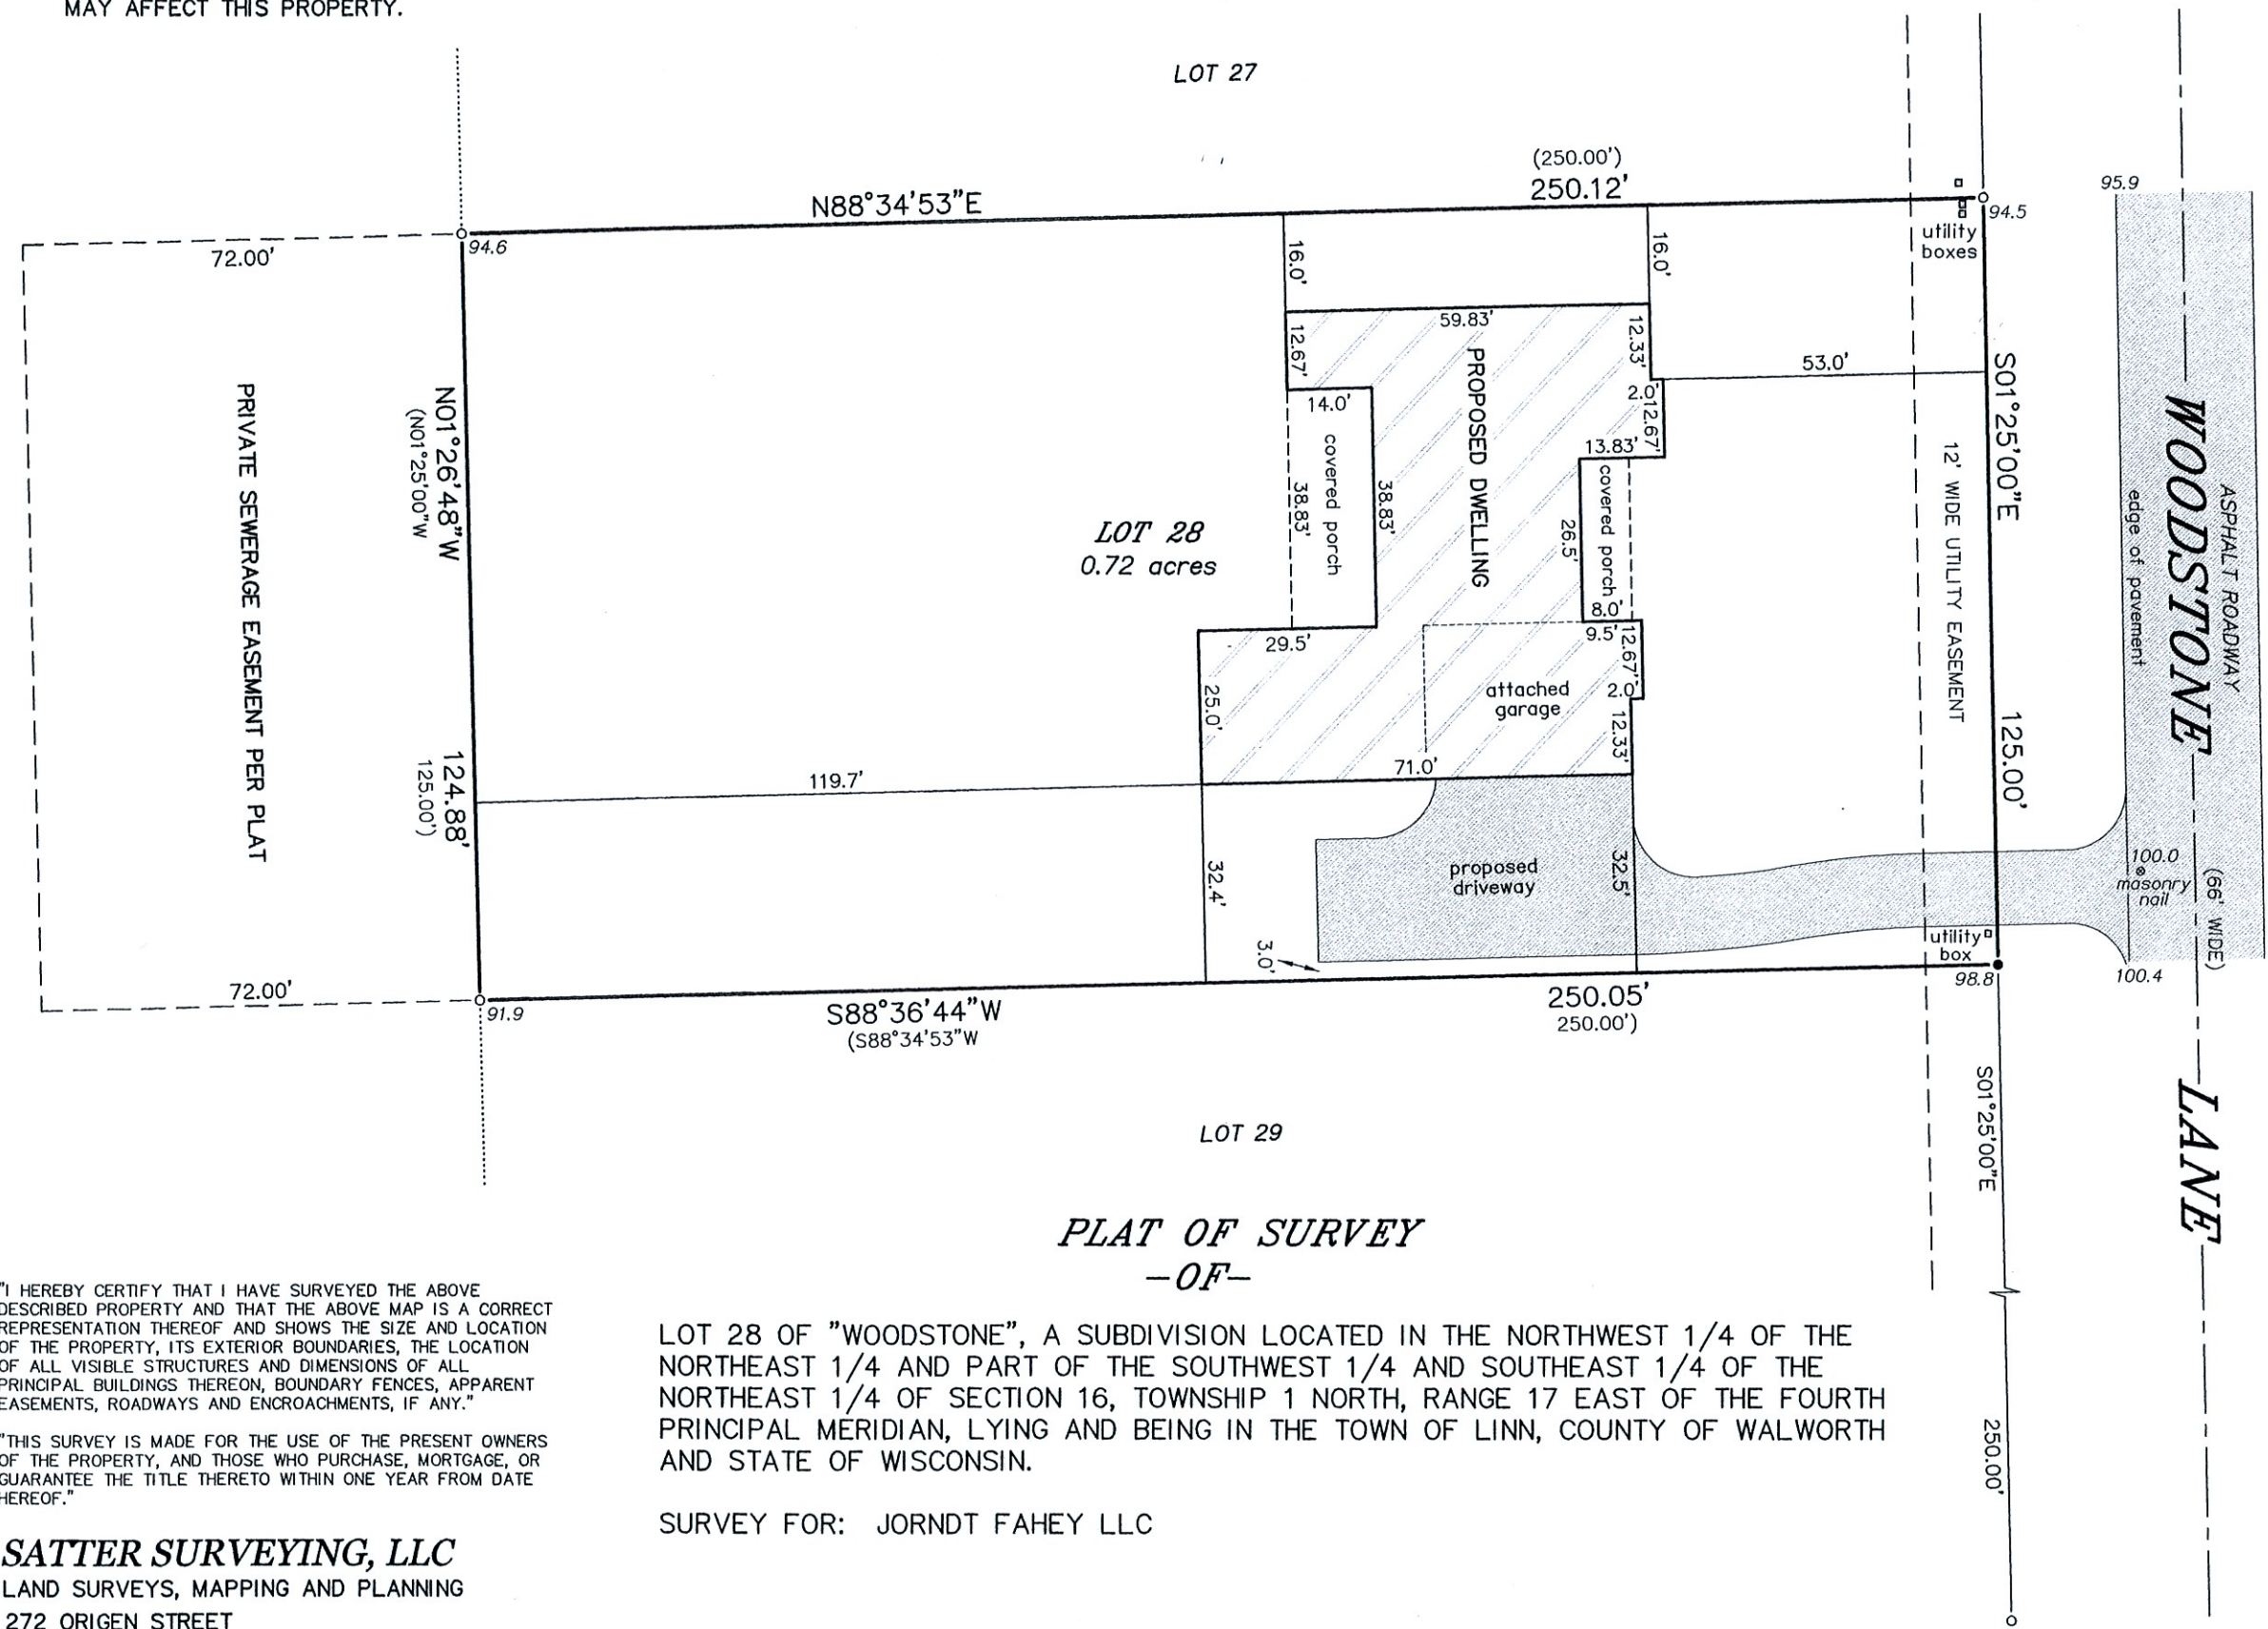 MAY AFFECT THIS PROPERTY.
LOT 27
(250.00')
N88°34'53"E
250.12'
95.9
94.5
94.6
72.00'
utility
boxes
16.0'
16.0'
59.83'
12.67'
12.33'
53.0'
2.0'
12.67'
14.0'
13.83'
covered porch
38.83'
38.83'
PROPOSED DWELLING
covered porch
26.5'
8.0'
LOT 28
0.72 acres
29.5'
9.5'
12.67'
25.0'
attached
garage
2.0'
12.33'
71.0'
119.7'
PRIVATE SEWERAGE EASEMENT PER PLAT
N01°26'48"W
(N01°25'00"W
124.88'
125.00')
S01°25'00"E
125.00'
12' WIDE UTILITY EASEMENT
edge of pavement
WOODSTONE
LANE
ASPHALT ROADWAY
(66' WIDE)
32.4'
proposed
driveway
32.5'
100.0
masonry
nail
3.0'
utility
box
98.8
100.4
72.00'
91.9
S88°36'44"W
(S88°34'53"W
250.05'
250.00')
S01°25'00"E
250.00'
LOT 29
PLAT OF SURVEY
-OF-
LOT 28 OF "WOODSTONE", A SUBDIVISION LOCATED IN THE NORTHWEST 1/4 OF THE
NORTHEAST 1/4 AND PART OF THE SOUTHWEST 1/4 AND SOUTHEAST 1/4 OF THE
NORTHEAST 1/4 OF SECTION 16, TOWNSHIP 1 NORTH, RANGE 17 EAST OF THE FOURTH
PRINCIPAL MERIDIAN, LYING AND BEING IN THE TOWN OF LINN, COUNTY OF WALWORTH
AND STATE OF WISCONSIN.
SURVEY FOR: JORNDT FAHEY LLC
"I HEREBY CERTIFY THAT I HAVE SURVEYED THE ABOVE
DESCRIBED PROPERTY AND THAT THE ABOVE MAP IS A CORRECT
REPRESENTATION THEREOF AND SHOWS THE SIZE AND LOCATION
OF THE PROPERTY, ITS EXTERIOR BOUNDARIES, THE LOCATION
OF ALL VISIBLE STRUCTURES AND DIMENSIONS OF ALL
PRINCIPAL BUILDINGS THEREON, BOUNDARY FENCES, APPARENT
EASEMENTS, ROADWAYS AND ENCROACHMENTS, IF ANY."
"THIS SURVEY IS MADE FOR THE USE OF THE PRESENT OWNERS
OF THE PROPERTY, AND THOSE WHO PURCHASE, MORTGAGE, OR
GUARANTEE THE TITLE THERETO WITHIN ONE YEAR FROM DATE
HEREOF."
SATTER SURVEYING, LLC
LAND SURVEYS, MAPPING AND PLANNING
272 ORIGEN STREET